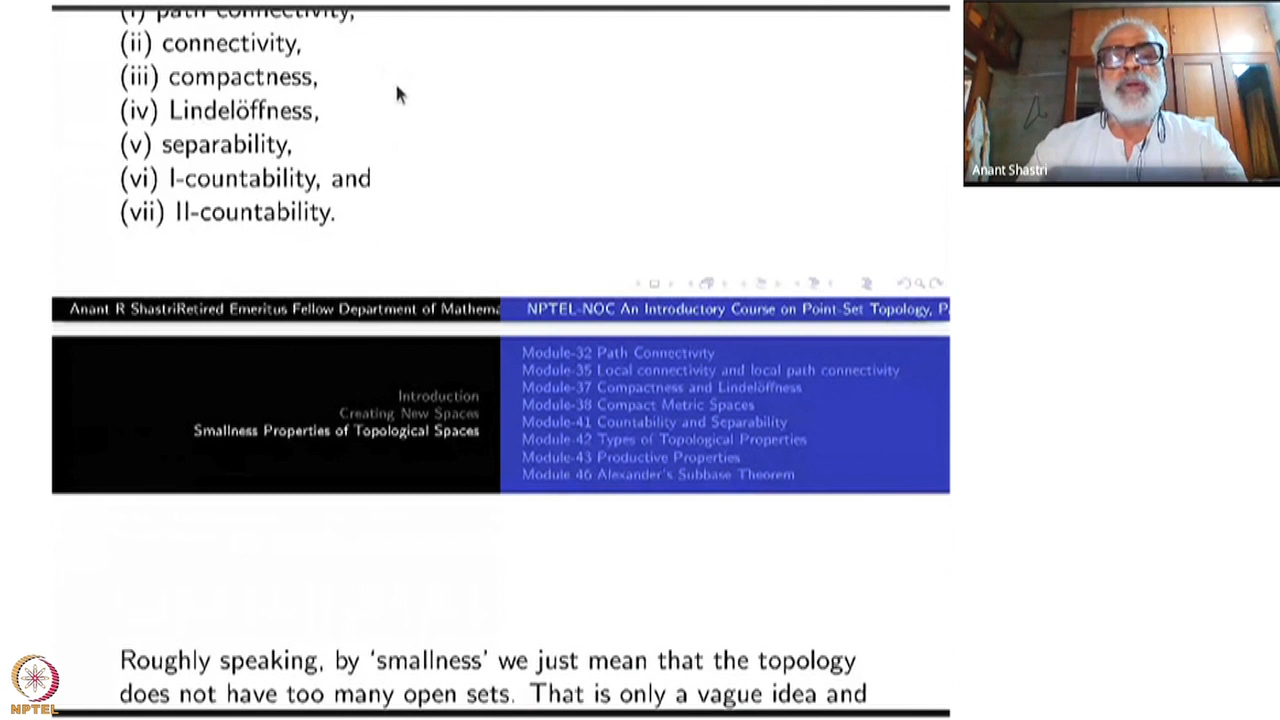 (i) path connectivity,
(ii) connectivity,
(iii) compactness,
(iv) Lindelöffness,
(v) separability,
(vi) I-countability, and
(vii) II-countability.
Anant Shastri
Anant R ShastriRetired Emeritus Fellow Department of Mathema
NPTEL-NOC An Introductory Course on Point-Set Topology, P
Introduction
Creating New Spaces
Smallness Properties of Topological Spaces
Module-32 Path Connectivity
Module-35 Local connectivity and local path connectivity
Module-37 Compactness and Lindelöffness
Module-38 Compact Metric Spaces
Module-41 Countability and Separability
Module-42 Types of Topological Properties
Module-43 Productive Properties
Module-46 Alexander's Subbase Theorem
Roughly speaking, by ‘smallness’ we just mean that the topology
does not have too many open sets. That is only a vague idea and
NPTEL